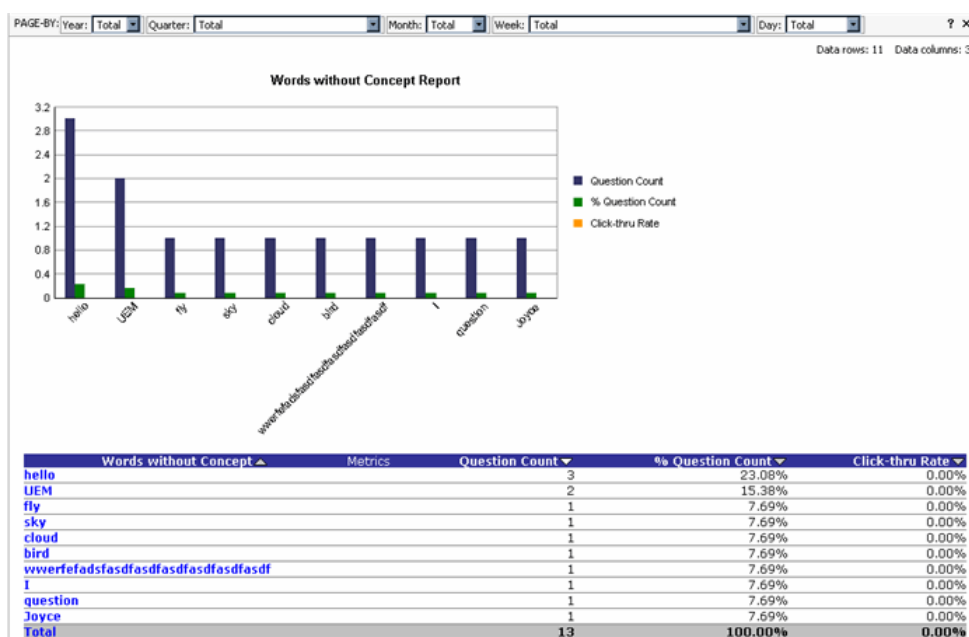 PAGE-BY: Year: Total Quarter: Total Month: Total Week: Total Day: Total ? ×
Data rows: 11 Data columns: 3
Words without Concept Report
3.2
2.8
2.4
2
1.6
1.2
0.8
0.4
0
Question Count
% Question Count
Click-thru Rate
hello UEM fly sky cloud bird wwerfefadsfasdfasdfasdfasdfasdfasdf I question Joyce
Words without Concept Metrics Question Count % Question Count Click-thru Rate
hello 3 23.08% 0.00%
UEM 2 15.38% 0.00%
fly 1 7.69% 0.00%
sky 1 7.69% 0.00%
cloud 1 7.69% 0.00%
bird 1 7.69% 0.00%
wwerfefadsfasdfasdfasdfasdfasdfasdf 1 7.69% 0.00%
I 1 7.69% 0.00%
question 1 7.69% 0.00%
Joyce 1 7.69% 0.00%
Total 13 100.00% 0.00%